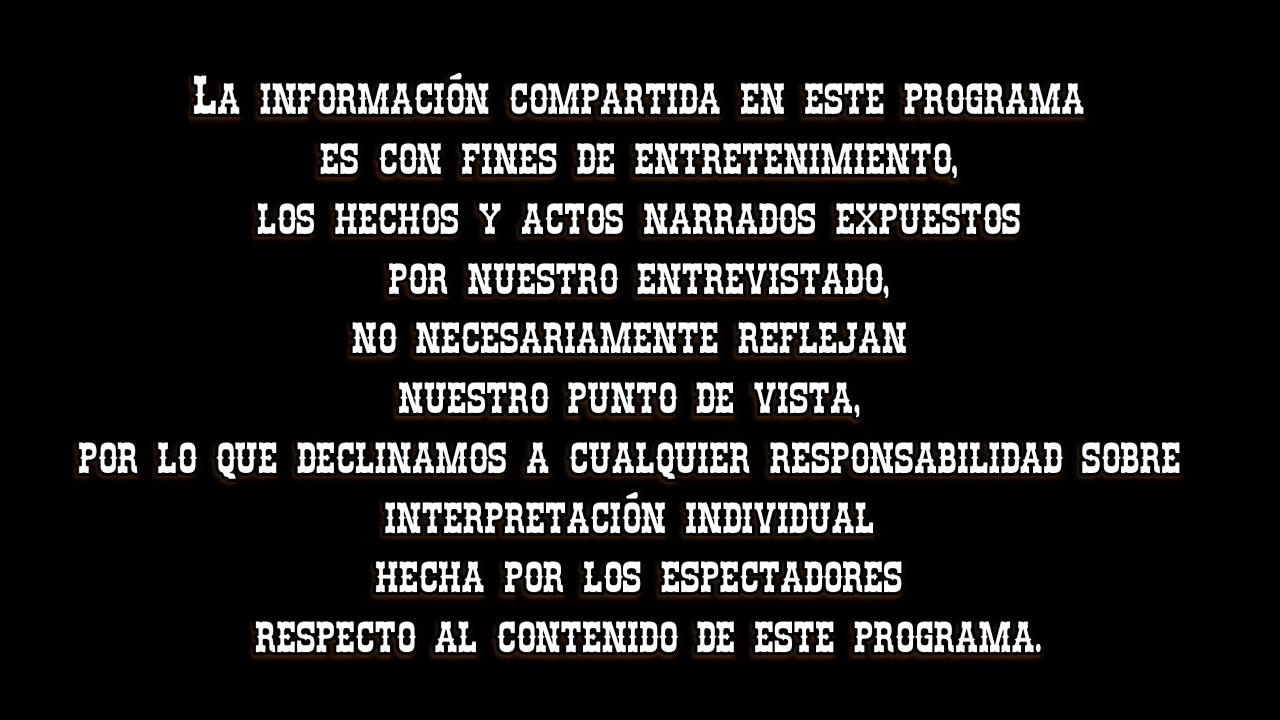 La información compartida en este programa
es con fines de entretenimiento,
los hechos y actos narrados expuestos
por nuestro entrevistado,
no necesariamente reflejan
nuestro punto de vista,
por lo que declinamos a cualquier responsabilidad sobre
interpretación individual
hecha por los espectadores
respecto al contenido de este programa.